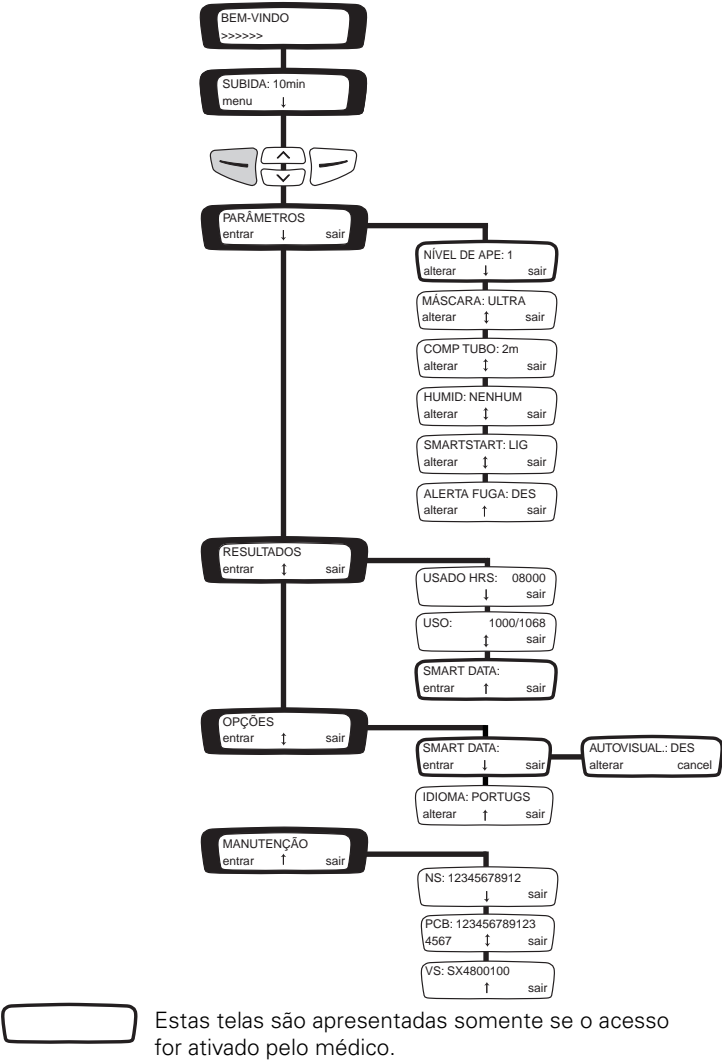 BEM-VINDO
>>>>>>
SUBIDA: 10min
menu ↓
PARÂMETROS
entrar ↓ sair
NÍVEL DE APE: 1
alterar ↓ sair
MÁSCARA: ULTRA
alterar ↕ sair
COMP TUBO: 2m
alterar ↕ sair
HUMID: NENHUM
alterar ↕ sair
SMARTSTART: LIG
alterar ↕ sair
ALERTA FUGA: DES
alterar ↑ sair
RESULTADOS
entrar ↕ sair
USADO HRS: 08000
↓ sair
USO: 1000/1068
↕ sair
SMART DATA:
entrar ↑ sair
OPÇÕES
entrar ↕ sair
SMART DATA:
entrar ↓ sair
AUTOVISUAL.: DES
alterar cancel
IDIOMA: PORTUGS
alterar ↑ sair
MANUTENÇÃO
entrar ↑ sair
NS: 12345678912
↓ sair
PCB: 123456789123
4567 ↕ sair
VS: SX4800100
↑ sair
Estas telas são apresentadas somente se o acesso
for ativado pelo médico.